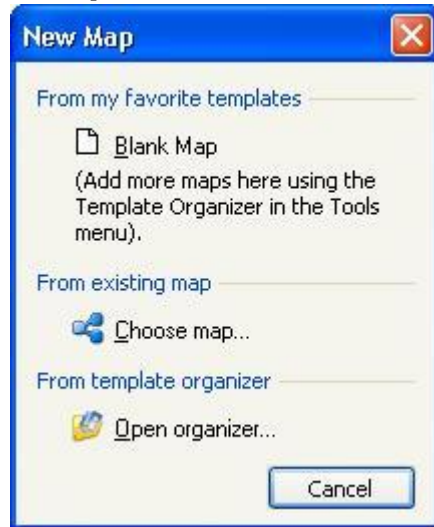 New Map
From my favorite templates
Blank Map
(Add more maps here using the
Template Organizer in the Tools
menu).
From existing map
Choose map...
From template organizer
Open organizer...
Cancel